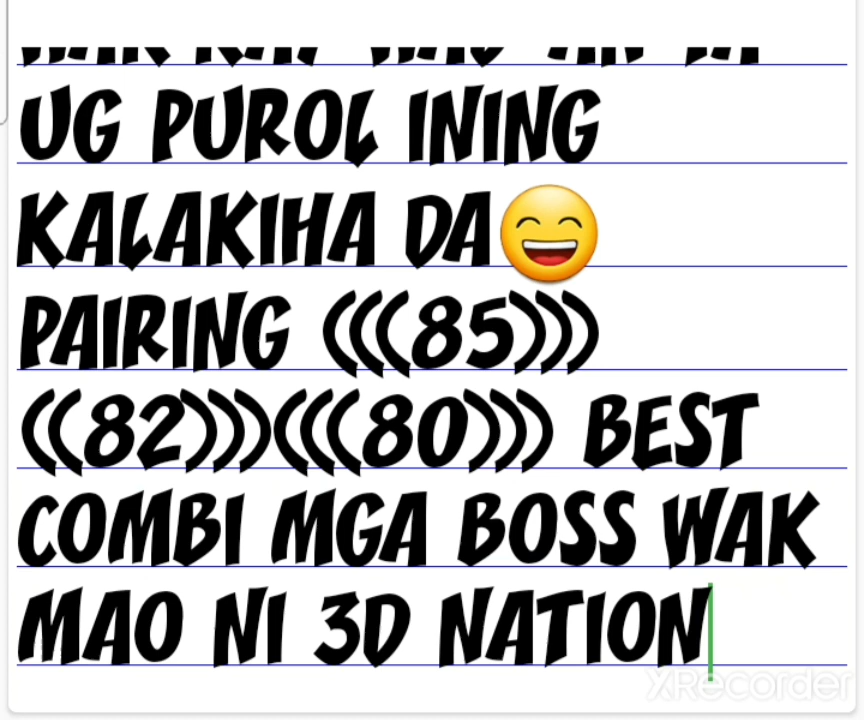 UG PUROL INING
KALAKIHA DA😄
PAIRING (((85)))
((82)))(((80))) BEST
COMBI MGA BOSS WAK
MAO NI 3D NATION
XRecorder